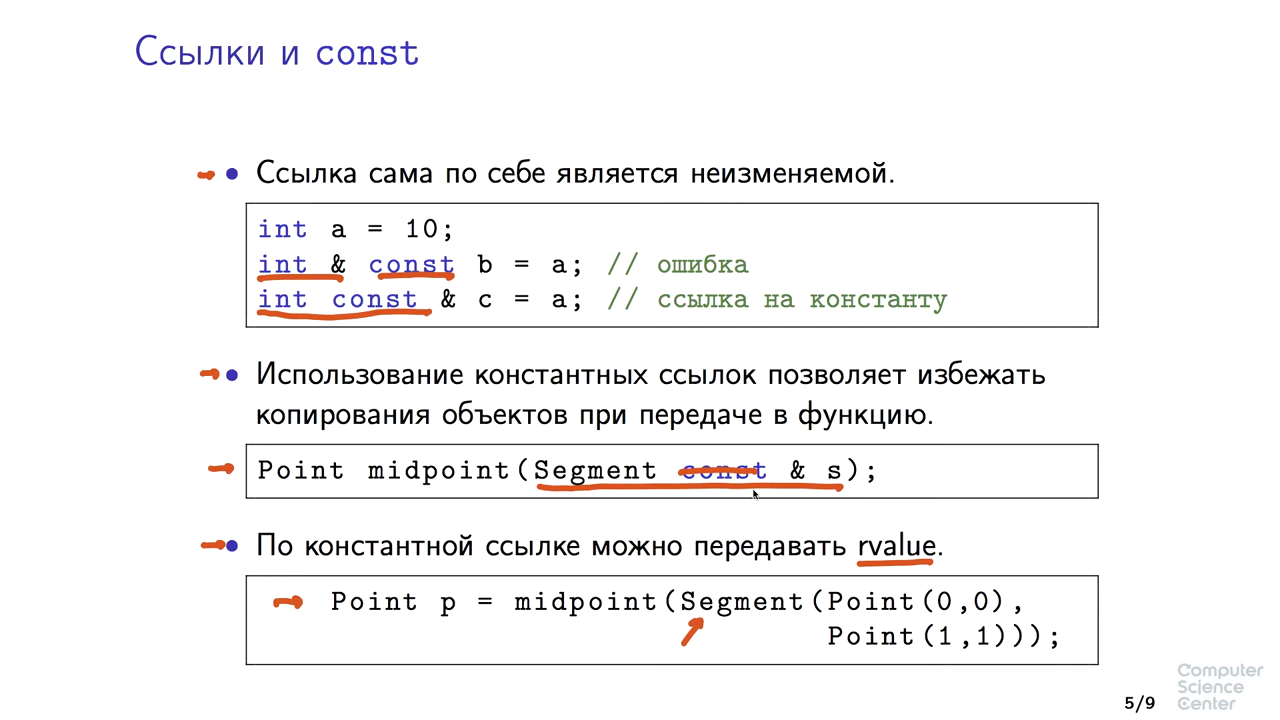 Ссылки и const
• Ссылка сама по себе является неизменяемой.
int a = 10;
int & const b = a; // ошибка
int const & c = a; // ссылка на константу
• Использование константных ссылок позволяет избежать
копирования объектов при передаче в функцию.
Point midpoint(Segment const & s);
• По константной ссылке можно передавать rvalue.
Point p = midpoint(Segment(Point(0,0),
Point(1,1)));
5/9
Computer
Science
Center